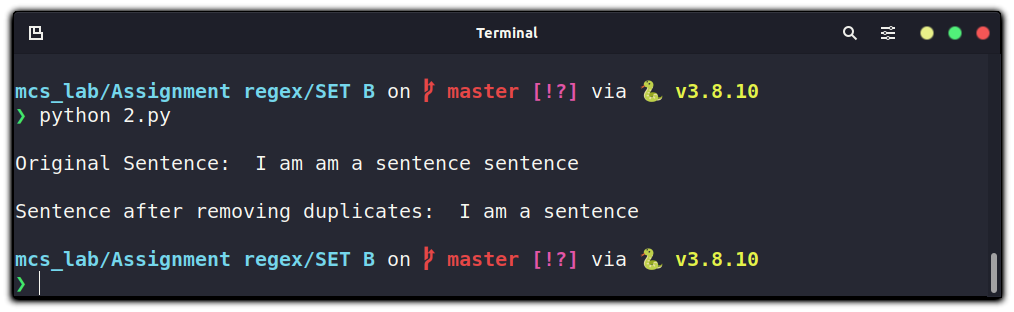 Terminal
mcs_lab/Assignment regex/SET B on master [!?] via 🐍 v3.8.10
❯ python 2.py
Original Sentence:  I am am a sentence sentence
Sentence after removing duplicates:  I am a sentence
mcs_lab/Assignment regex/SET B on master [!?] via 🐍 v3.8.10
❯